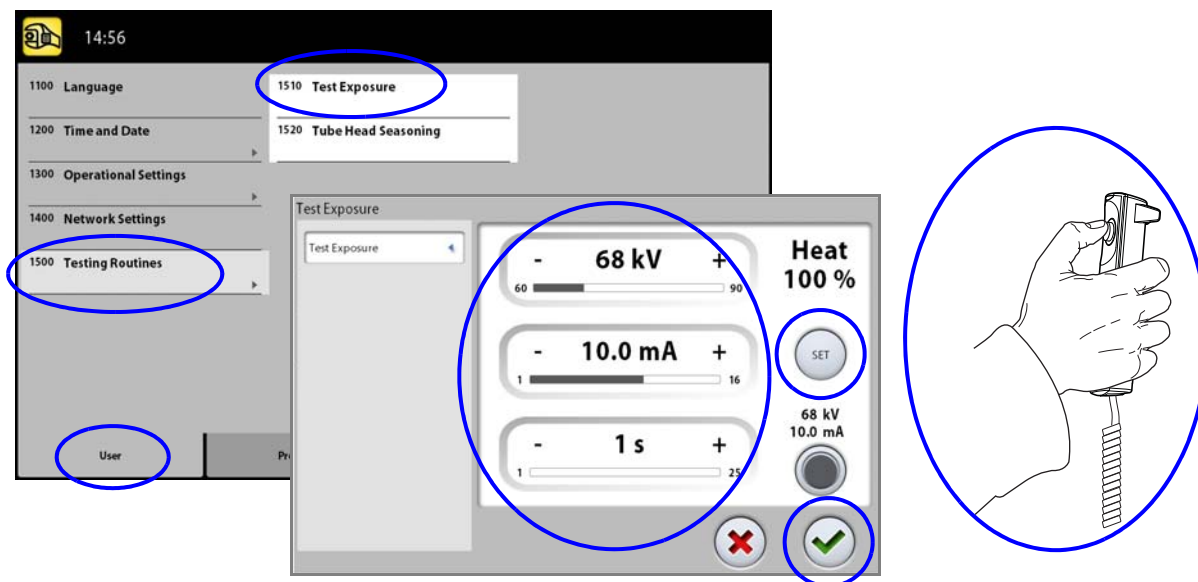 14:56
1100 Language
1200 Time and Date
1300 Operational Settings
1400 Network Settings
1500 Testing Routines
1510 Test Exposure
1520 Tube Head Seasoning
User
Test Exposure
Test Exposure
- 68 kV +
60 90
- 10.0 mA +
1 16
- 1 s +
1 25
Heat
100 %
SET
68 kV
10.0 mA